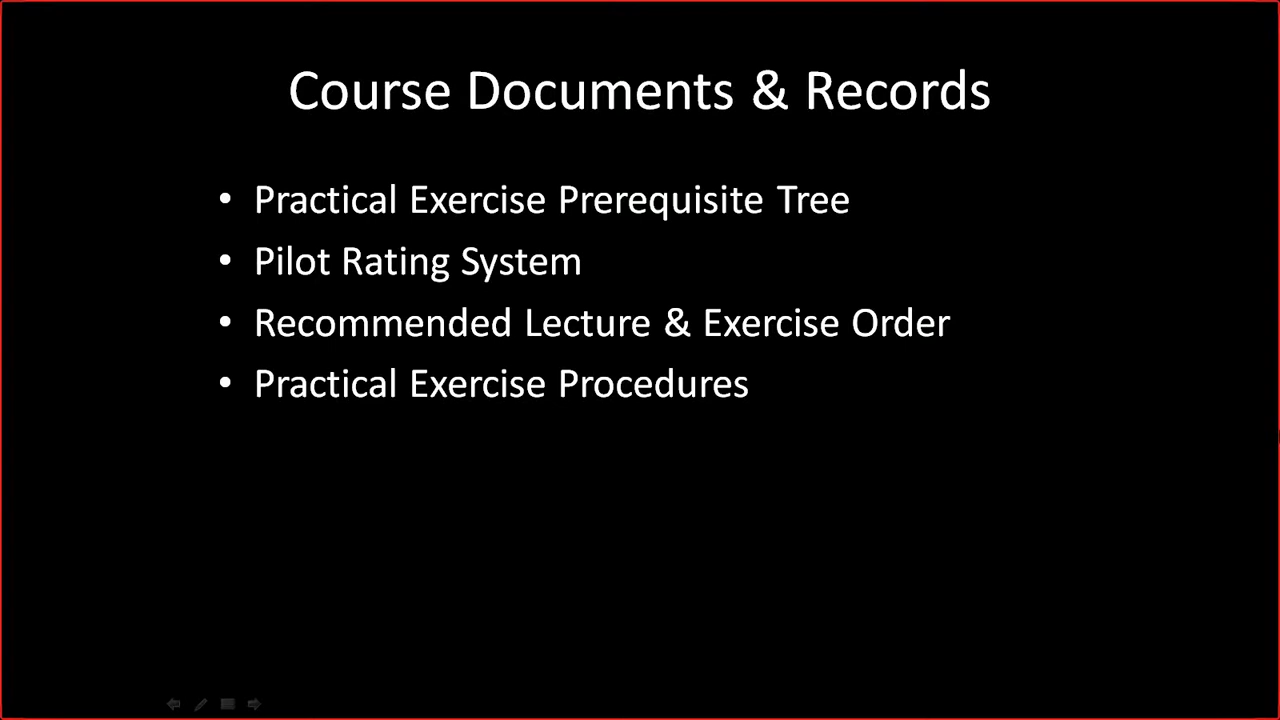 Course Documents & Records
• Practical Exercise Prerequisite Tree
• Pilot Rating System
• Recommended Lecture & Exercise Order
• Practical Exercise Procedures